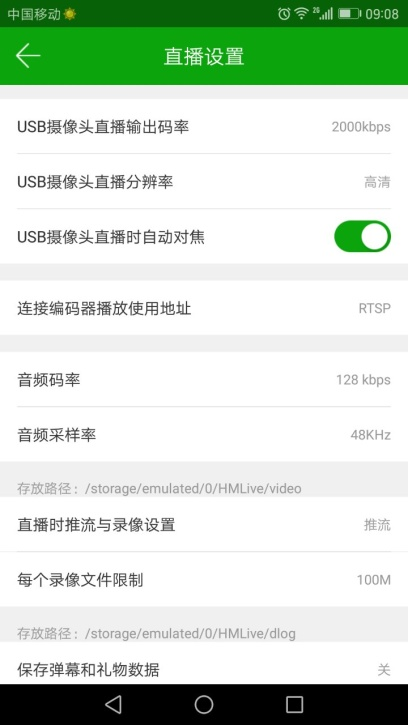 中国移动 2G 09:08
直播设置
USB摄像头直播输出码率 2000kbps
USB摄像头直播分辨率 高清
USB摄像头直播时自动对焦
连接编码器播放使用地址 RTSP
音频码率 128 kbps
音频采样率 48KHz
存放路径：/storage/emulated/0/HMLive/video
直播时推流与录像设置 推流
每个录像文件限制 100M
存放路径：/storage/emulated/0/HMLive/dlog
保存弹幕和礼物数据 关